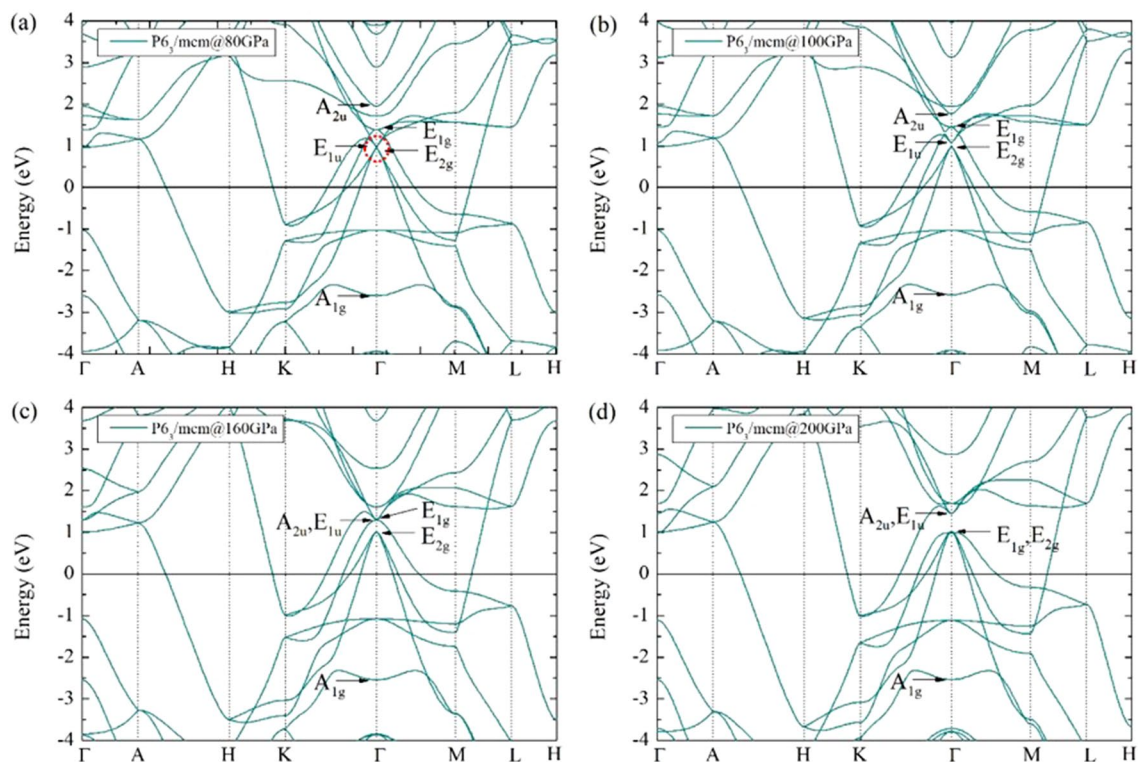 (a)
P6₃/mcm@80GPa
Energy (eV)
4
3
2
1
0
-1
-2
-3
-4
A₂ᵤ
E₁g
E₁ᵤ
E₂g
A₁g
Γ A H K Γ M L H
(b)
P6₃/mcm@100GPa
Energy (eV)
4
3
2
1
0
-1
-2
-3
-4
A₂ᵤ
E₁g
E₁ᵤ
E₂g
A₁g
Γ A H K Γ M L H
(c)
P6₃/mcm@160GPa
Energy (eV)
4
3
2
1
0
-1
-2
-3
-4
E₁g
A₂ᵤ,E₁ᵤ
E₂g
A₁g
Γ A H K Γ M L H
(d)
P6₃/mcm@200GPa
Energy (eV)
4
3
2
1
0
-1
-2
-3
-4
A₂ᵤ,E₁ᵤ
E₁g,E₂g
A₁g
Γ A H K Γ M L H